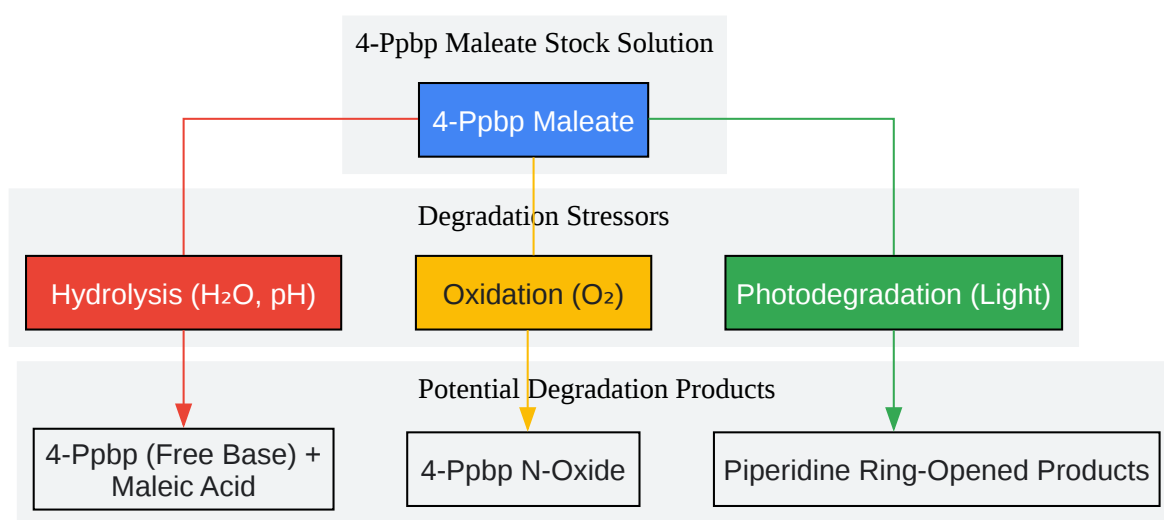 4-Ppbp Maleate Stock Solution
4-Ppbp Maleate
Degradation Stressors
Hydrolysis (H₂O, pH)
Oxidation (O₂)
Photodegradation (Light)
Potential Degradation Products
4-Ppbp (Free Base) +
Maleic Acid
4-Ppbp N-Oxide
Piperidine Ring-Opened Products